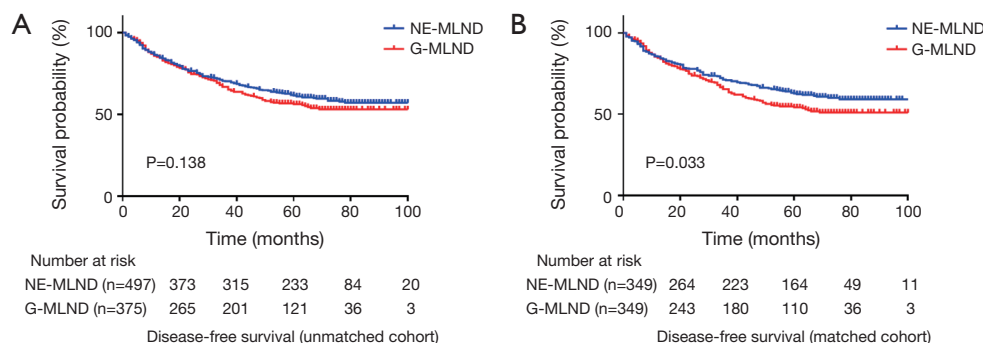 A
Survival probability (%)
100
50
0
NE-MLND
G-MLND
P=0.138
0 20 40 60 80 100
Time (months)
Number at risk
NE-MLND (n=497) 373 315 233 84 20
G-MLND (n=375) 265 201 121 36 3
Disease-free survival (unmatched cohort)
B
Survival probability (%)
100
50
0
NE-MLND
G-MLND
P=0.033
0 20 40 60 80 100
Time (months)
Number at risk
NE-MLND (n=349) 264 223 164 49 11
G-MLND (n=349) 243 180 110 36 3
Disease-free survival (matched cohort)